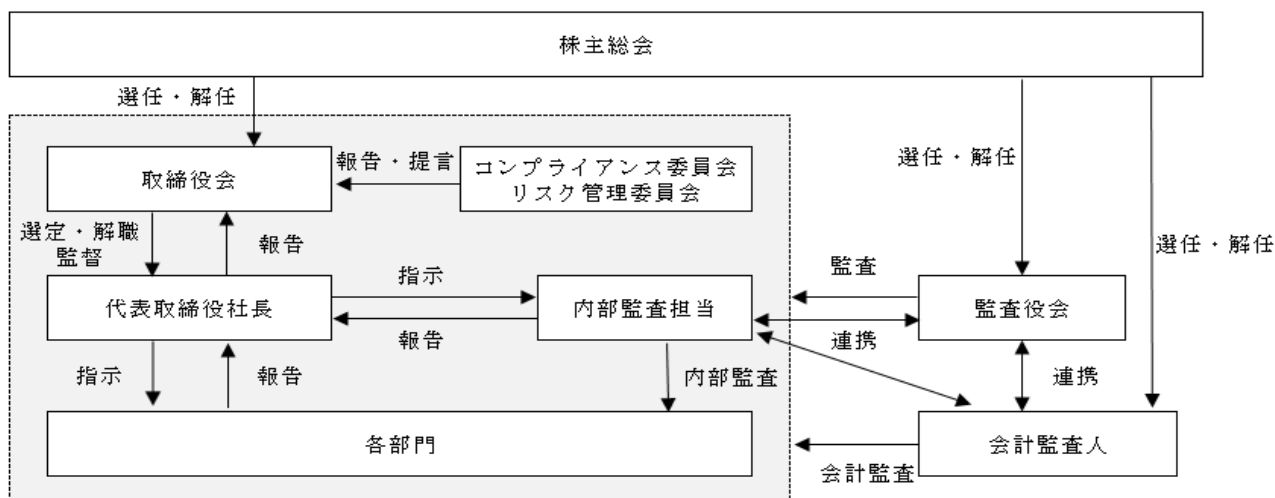 株主総会
選任・解任
選任・解任
選任・解任
取締役会
報告・提言
コンプライアンス委員会
リスク管理委員会
選定・解職
監督
報告
代表取締役社長
指示
報告
内部監査担当
監査
連携
監査役会
指示
報告
内部監査
連携
各部門
会計監査
会計監査人